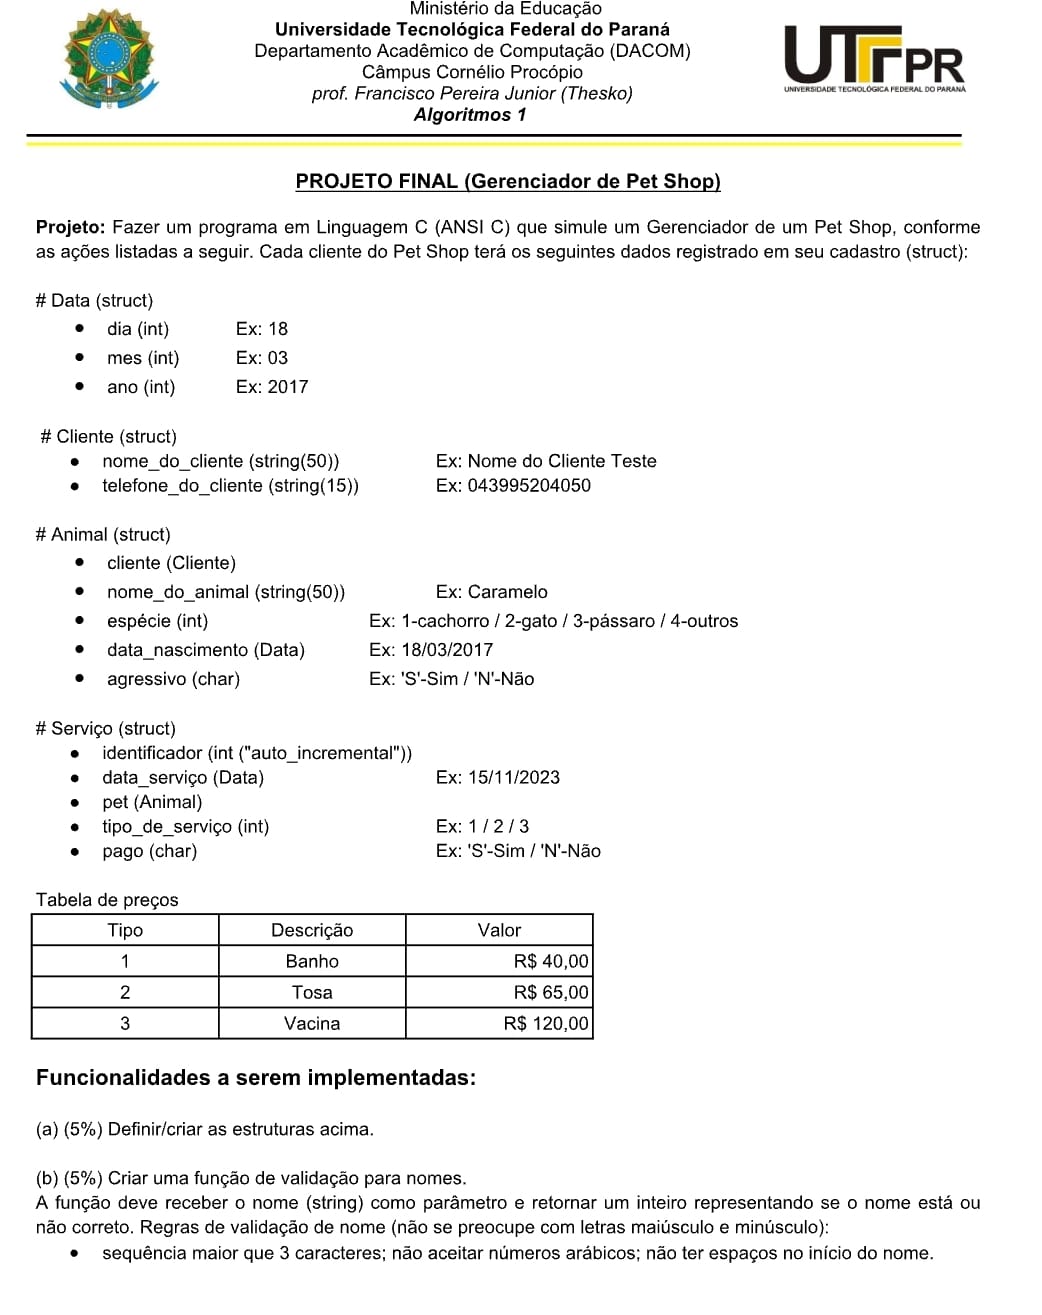 Ministério da Educação
Universidade Tecnológica Federal do Paraná
Departamento Acadêmico de Computação (DACOM)
Câmpus Cornélio Procópio
prof. Francisco Pereira Junior (Thesko)
Algoritmos 1
UTFPR
UNIVERSIDADE TECNOLÓGICA FEDERAL DO PARANÁ
PROJETO FINAL (Gerenciador de Pet Shop)
Projeto: Fazer um programa em Linguagem C (ANSI C) que simule um Gerenciador de um Pet Shop, conforme
as ações listadas a seguir. Cada cliente do Pet Shop terá os seguintes dados registrado em seu cadastro (struct):
# Data (struct)
• dia (int) Ex: 18
• mes (int) Ex: 03
• ano (int) Ex: 2017
# Cliente (struct)
• nome_do_cliente (string(50)) Ex: Nome do Cliente Teste
• telefone_do_cliente (string(15)) Ex: 043995204050
# Animal (struct)
• cliente (Cliente)
• nome_do_animal (string(50)) Ex: Caramelo
• espécie (int) Ex: 1-cachorro / 2-gato / 3-pássaro / 4-outros
• data_nascimento (Data) Ex: 18/03/2017
• agressivo (char) Ex: 'S'-Sim / 'N'-Não
# Serviço (struct)
• identificador (int ("auto_incremental"))
• data_serviço (Data) Ex: 15/11/2023
• pet (Animal)
• tipo_de_serviço (int) Ex: 1 / 2 / 3
• pago (char) Ex: 'S'-Sim / 'N'-Não
Tabela de preços
Tipo Descrição Valor
1 Banho R$ 40,00
2 Tosa R$ 65,00
3 Vacina R$ 120,00
Funcionalidades a serem implementadas:
(a) (5%) Definir/criar as estruturas acima.
(b) (5%) Criar uma função de validação para nomes.
A função deve receber o nome (string) como parâmetro e retornar um inteiro representando se o nome está ou
não correto. Regras de validação de nome (não se preocupe com letras maiúsculo e minúsculo):
• sequência maior que 3 caracteres; não aceitar números arábicos; não ter espaços no início do nome.